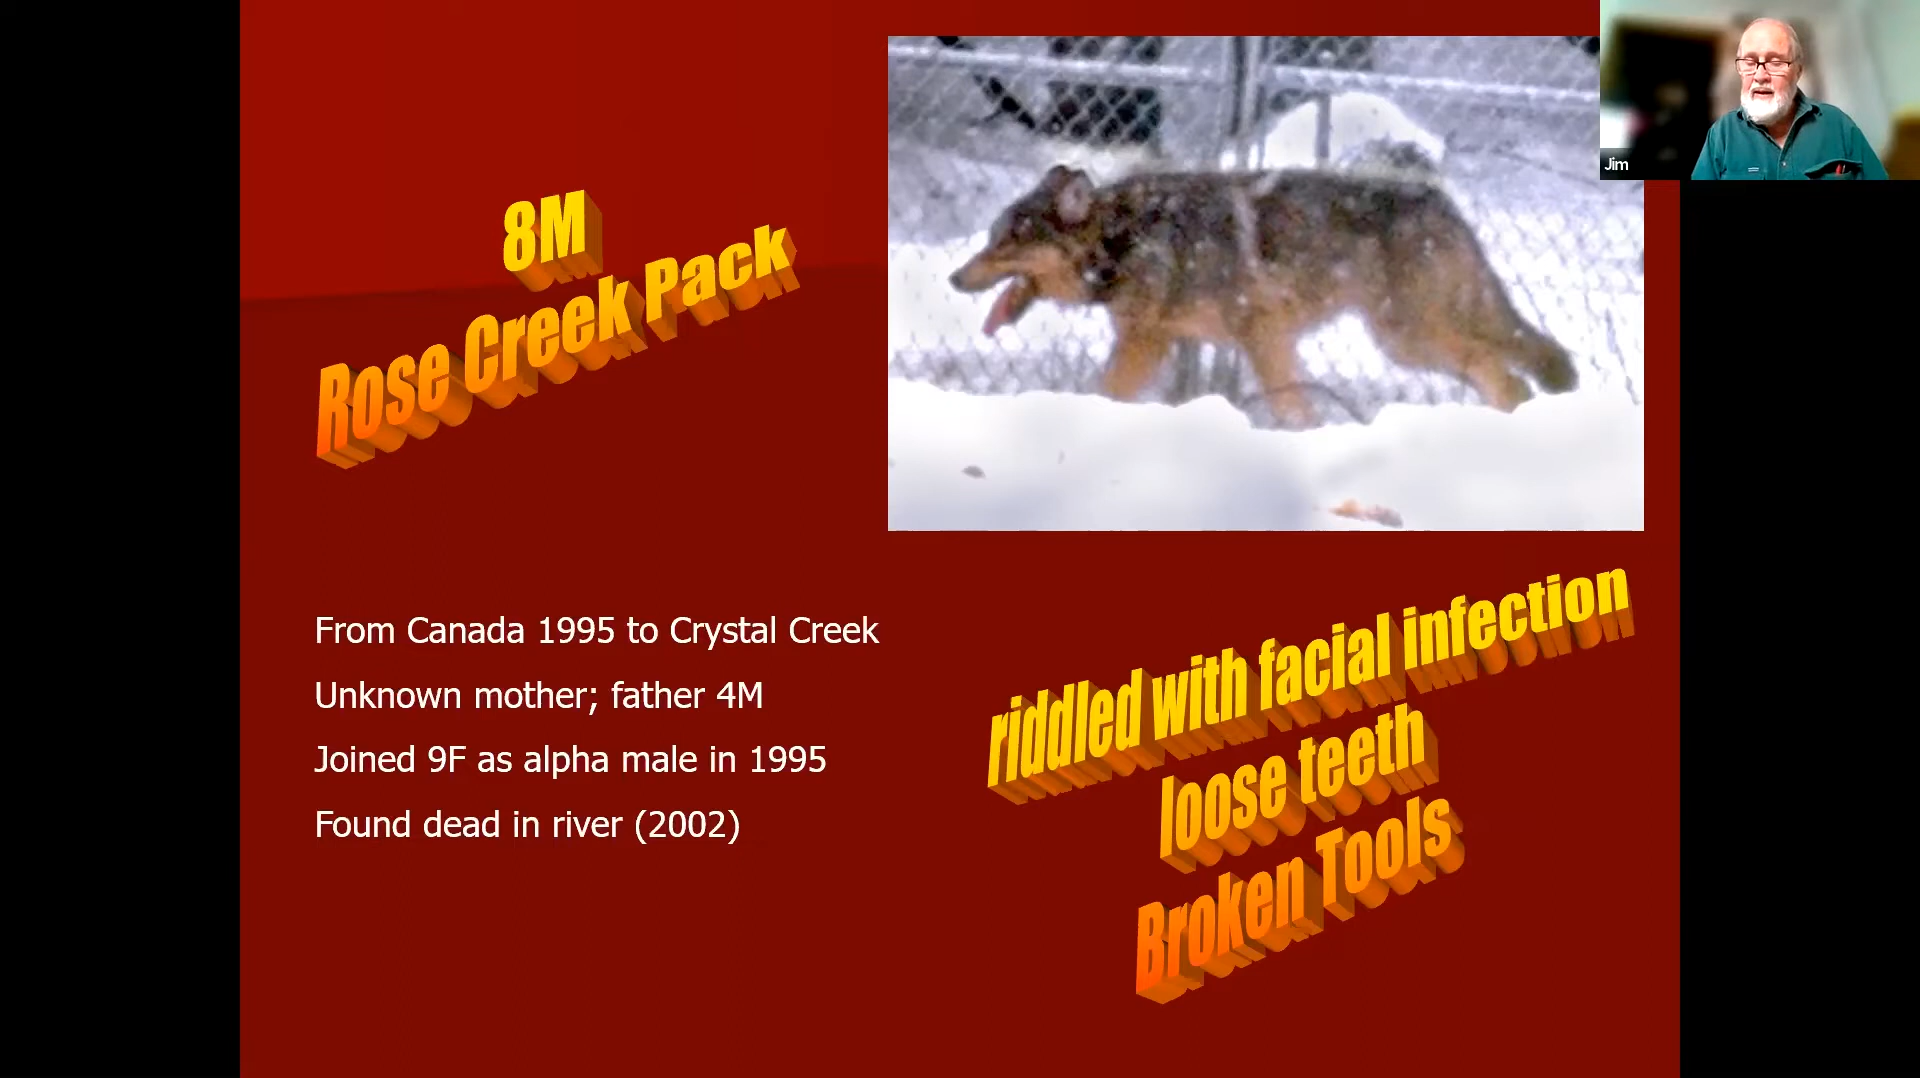 8M
Rose Creek Pack
From Canada 1995 to Crystal Creek
Unknown mother; father 4M
Joined 9F as alpha male in 1995
Found dead in river (2002)
riddled with facial infection
loose teeth
Broken Tools
Jim